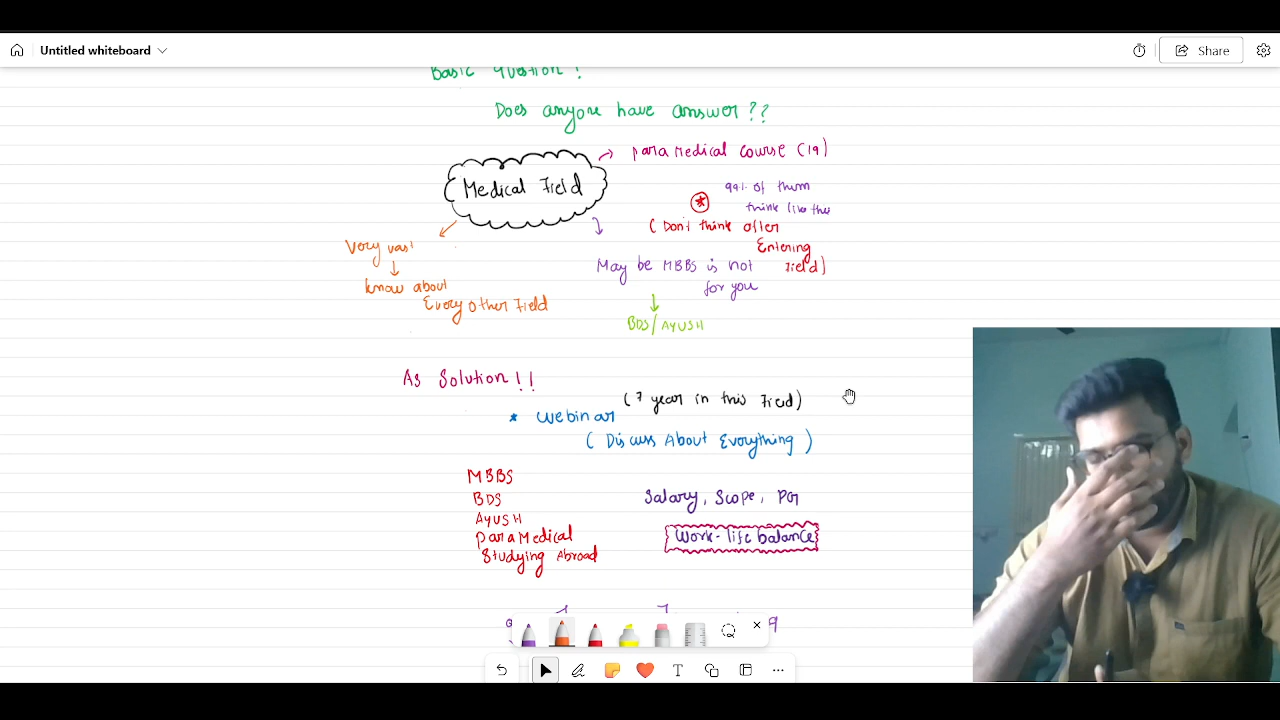 Untitled whiteboard
Share
Basic question !
Does anyone have answer ??
Medical Field
para Medical course (19)
99% of them
think like this
(Don't think after
Entering
Field)
Very vast
know about
Every other Field
May be MBBS is not
for you
BDS/AYUSH
As Solution !!
(7 year in this Field)
* webinar
( Discuss About Everything )
MBBS
BDS
AYUSH
para Medical
Studying Abroad
Salary, Scope, PG
Work-life balance
T